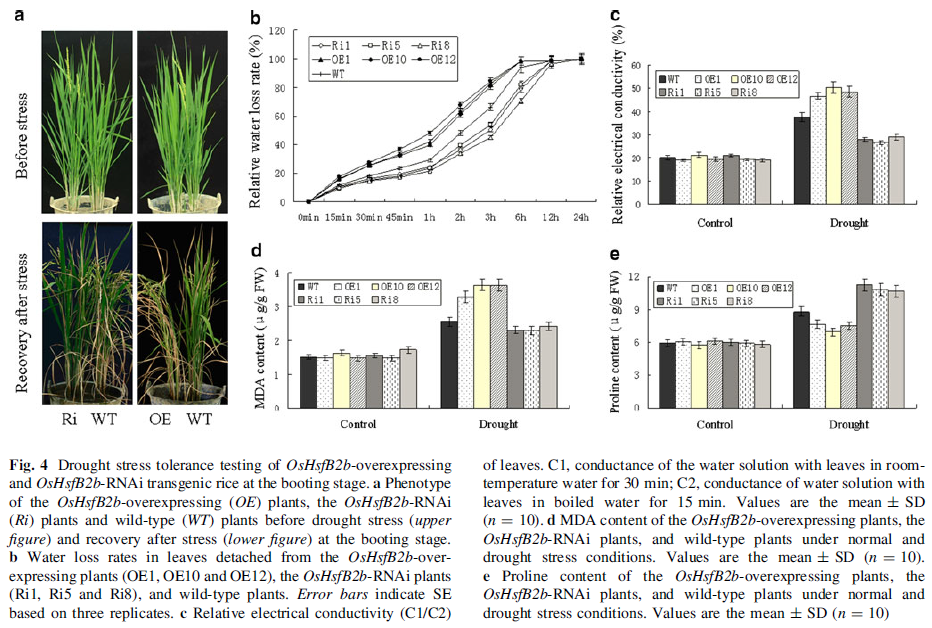 a
Before stress
Recovery after stress
Ri WT
OE WT
b
Relative water loss rate (%)
120
100
80
60
40
20
0
Ri1 Ri5 Ri8
OE1 OE10 OE12
WT
0min 15min 30min 45min 1h 2h 3h 6h 12h 24h
c
Relative electrical conductivity (%)
60
50
40
30
20
10
0
WT OE1 OE10 OE12
Ri1 Ri5 Ri8
Control Drought
d
MDA content (μg/g FW)
4
3
2
1
0
WT OE1 OE10 OE12
Ri1 Ri5 Ri8
Control Drought
e
Proline content (μg/g FW)
12
9
6
3
0
WT OE1 OE10 OE12
Ri1 Ri5 Ri8
Control Drought
Fig. 4 Drought stress tolerance testing of OsHsfB2b-overexpressing
and OsHsfB2b-RNAi transgenic rice at the booting stage. a Phenotype
of the OsHsfB2b-overexpressing (OE) plants, the OsHsfB2b-RNAi
(Ri) plants and wild-type (WT) plants before drought stress (upper
figure) and recovery after stress (lower figure) at the booting stage.
b Water loss rates in leaves detached from the OsHsfB2b-over-
expressing plants (OE1, OE10 and OE12), the OsHsfB2b-RNAi plants
(Ri1, Ri5 and Ri8), and wild-type plants. Error bars indicate SE
based on three replicates. c Relative electrical conductivity (C1/C2)
of leaves. C1, conductance of the water solution with leaves in room-
temperature water for 30 min; C2, conductance of water solution with
leaves in boiled water for 15 min. Values are the mean ± SD
(n = 10). d MDA content of the OsHsfB2b-overexpressing plants, the
OsHsfB2b-RNAi plants, and wild-type plants under normal and
drought stress conditions. Values are the mean ± SD (n = 10).
e Proline content of the OsHsfB2b-overexpressing plants, the
OsHsfB2b-RNAi plants, and wild-type plants under normal and
drought stress conditions. Values are the mean ± SD (n = 10)